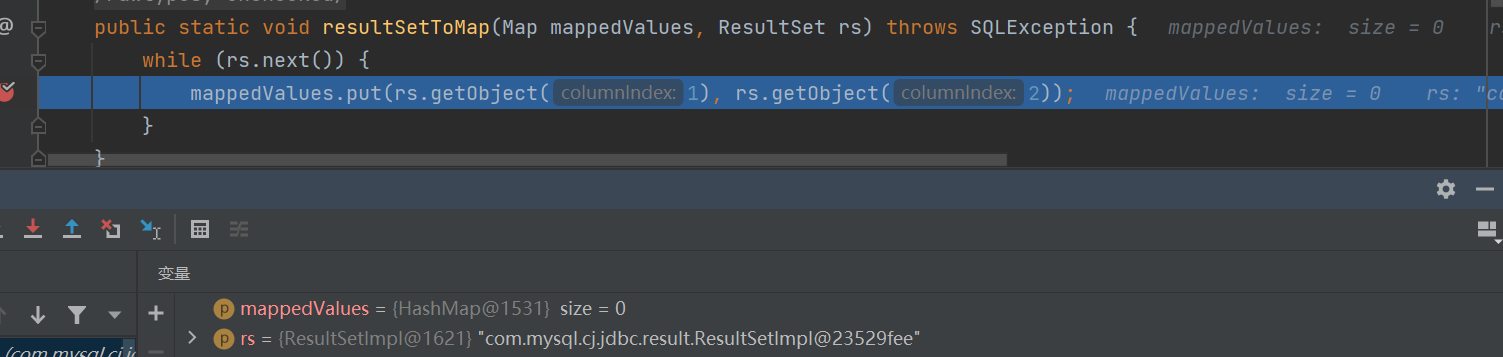 public static void resultSetToMap(Map mappedValues, ResultSet rs) throws SQLException { mappedValues: size = 0
while (rs.next()) {
mappedValues.put(rs.getObject( columnIndex: 1), rs.getObject( columnIndex: 2)); mappedValues: size = 0 rs: "co
}
}
变量
mappedValues = {HashMap@1531} size = 0
rs = {ResultSetImpl@1621} "com.mysql.cj.jdbc.result.ResultSetImpl@23529fee"
(com.mysql.cj.jd